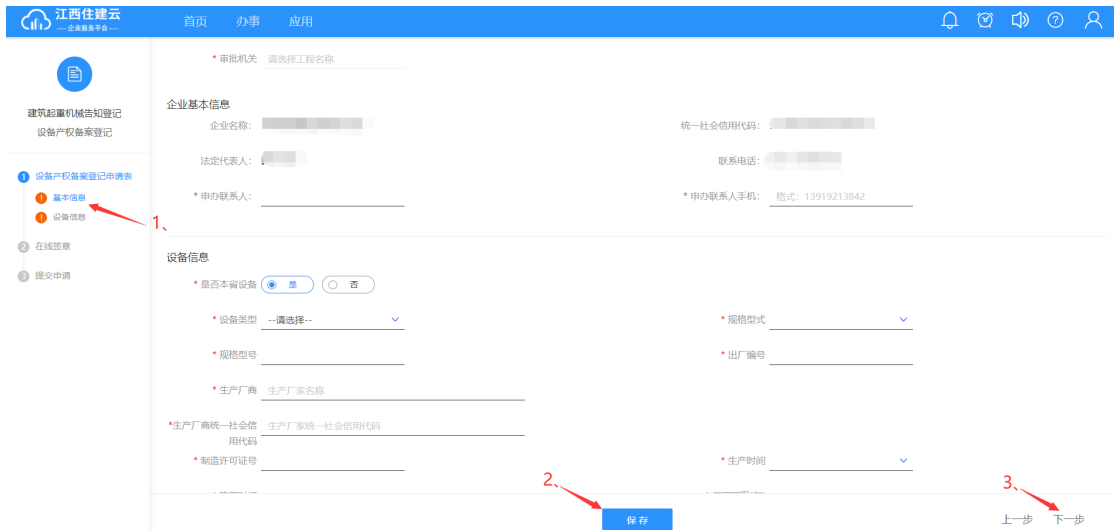 江西住建云
企业服务平台
首页 办事 应用
* 审批机关 请选择工程名称
建筑起重机械告知登记
设备产权备案登记
1 设备产权备案登记申请表
! 基本信息
! 设备信息
2 在线签章
3 提交申请
1、
企业基本信息
企业名称:
统一社会信用代码:
法定代表人:
联系电话:
* 申办联系人:
* 申办联系人手机: 格式: 13919213842
设备信息
* 是否本省设备 是 否
* 设备类型 --请选择--
* 规格型式
* 规格型号
* 出厂编号
* 生产厂商 生产厂家名称
*生产厂商统一社会信
用代码
生产厂家统一社会信用代码
* 制造许可证号
* 生产时间
2、
保存
3、
上一步 下一步